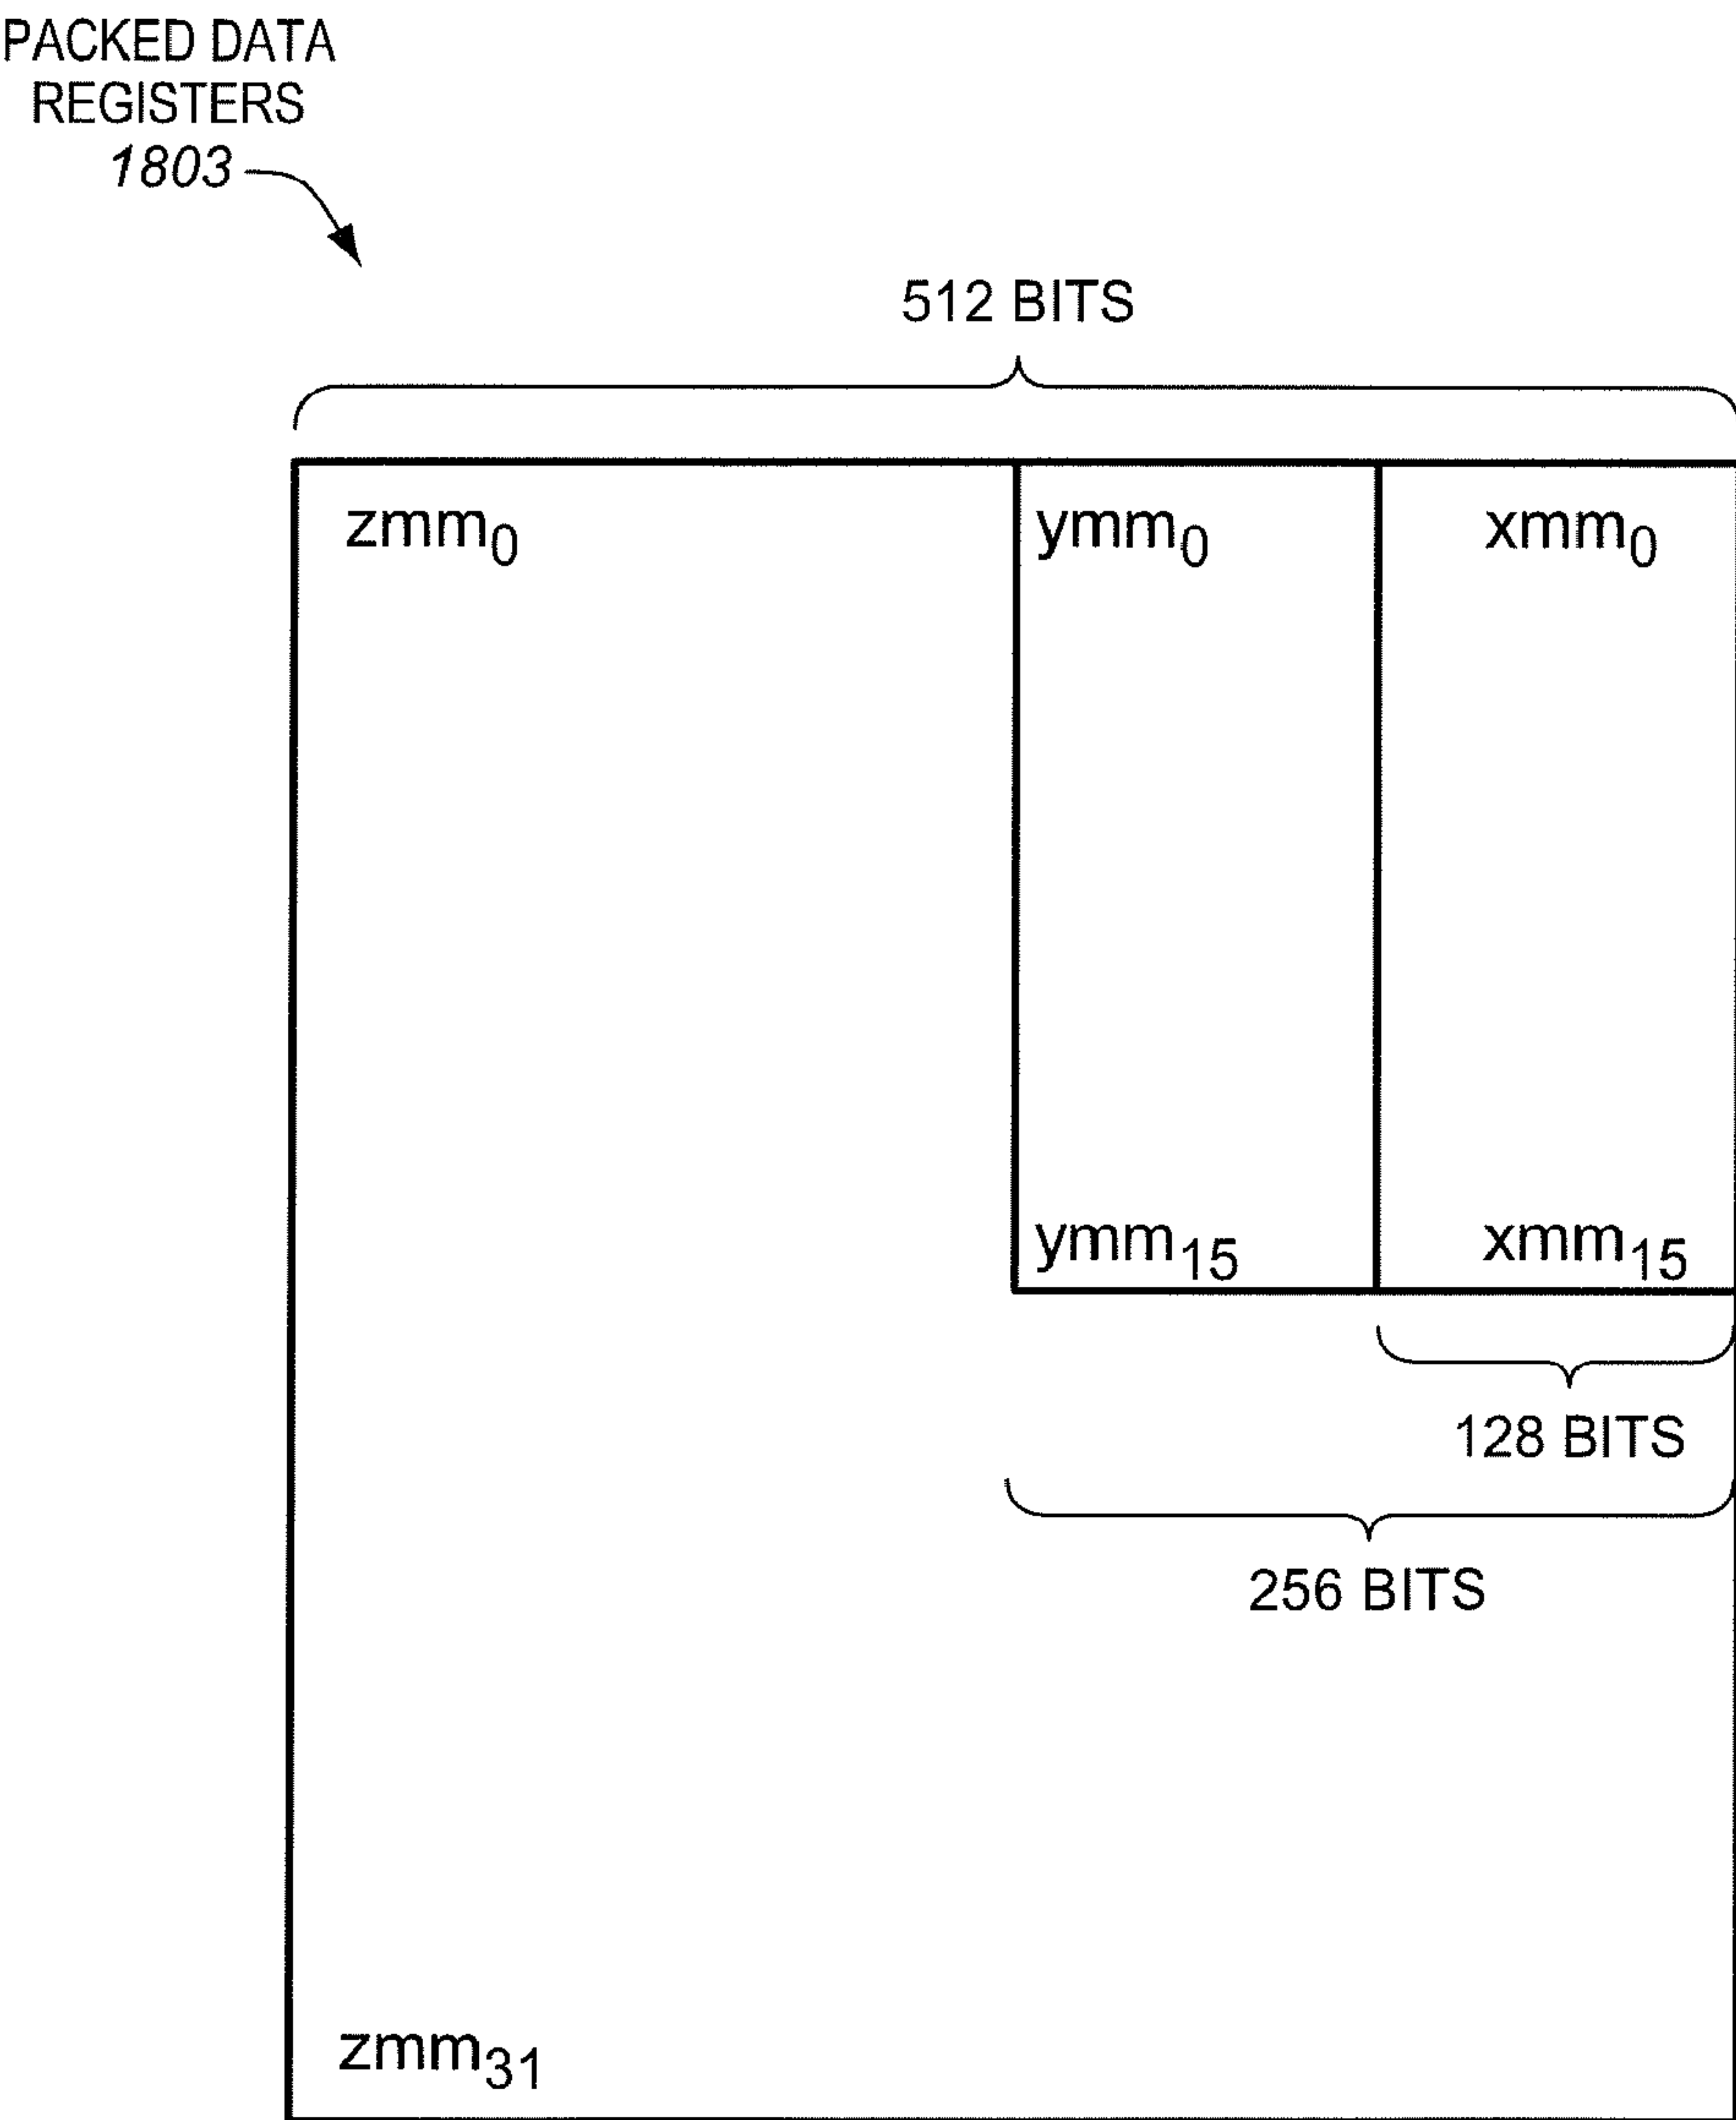 PACKED DATA
REGISTERS
1803
512 BITS
zmm0 ymm0 xmm0
ymm15 xmm15
128 BITS
256 BITS
zmm31